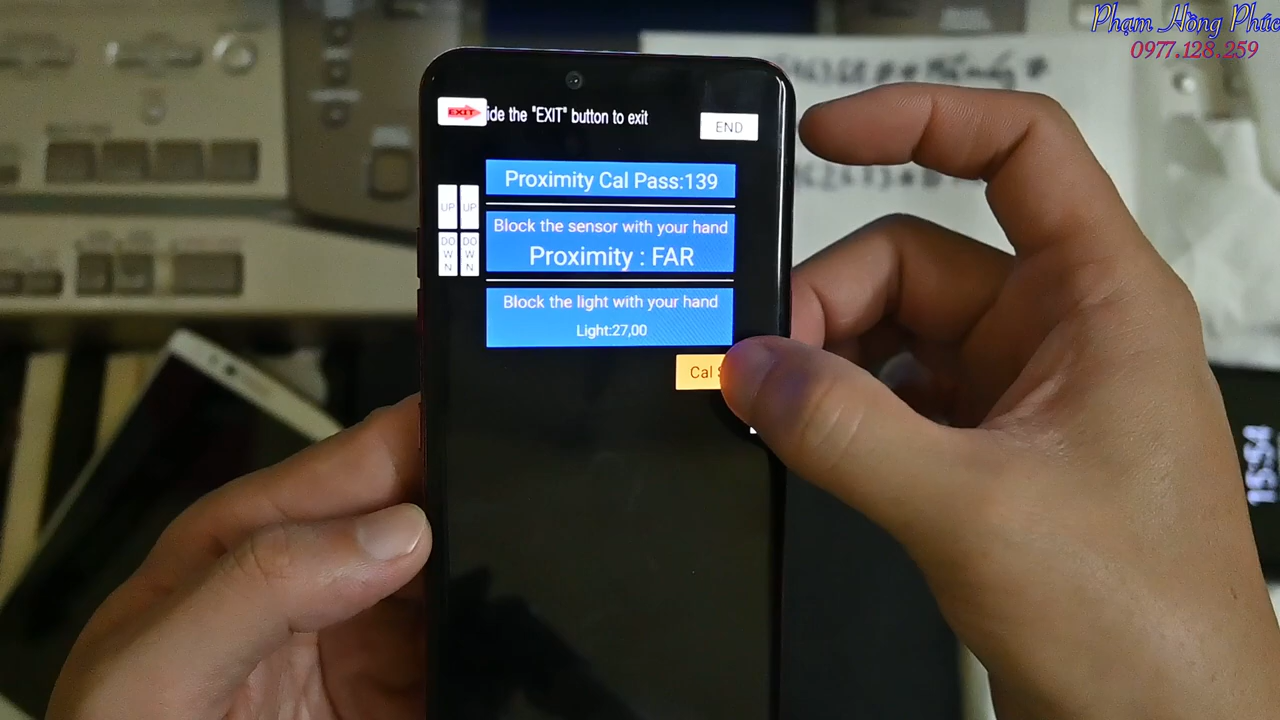 Phạm Hồng Phúc
0977.128.259
EXIT
ide the "EXIT" button to exit
END
Proximity Cal Pass:139
UP UP
Block the sensor with your hand
DOWN DOWN
Proximity : FAR
Block the light with your hand
Light:27,00
Cal
15:54